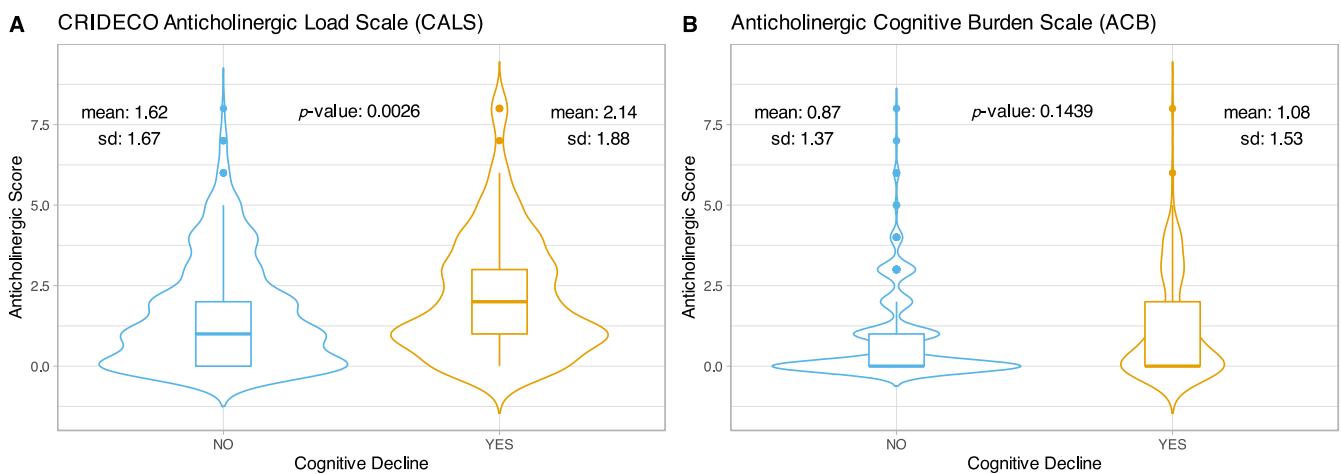 A CRIDECO Anticholinergic Load Scale (CALS)
mean: 1.62
sd: 1.67
p-value: 0.0026
mean: 2.14
sd: 1.88
Anticholinergic Score
7.5
5.0
2.5
0.0
NO
YES
Cognitive Decline
B Anticholinergic Cognitive Burden Scale (ACB)
mean: 0.87
sd: 1.37
p-value: 0.1439
mean: 1.08
sd: 1.53
Anticholinergic Score
7.5
5.0
2.5
0.0
NO
YES
Cognitive Decline